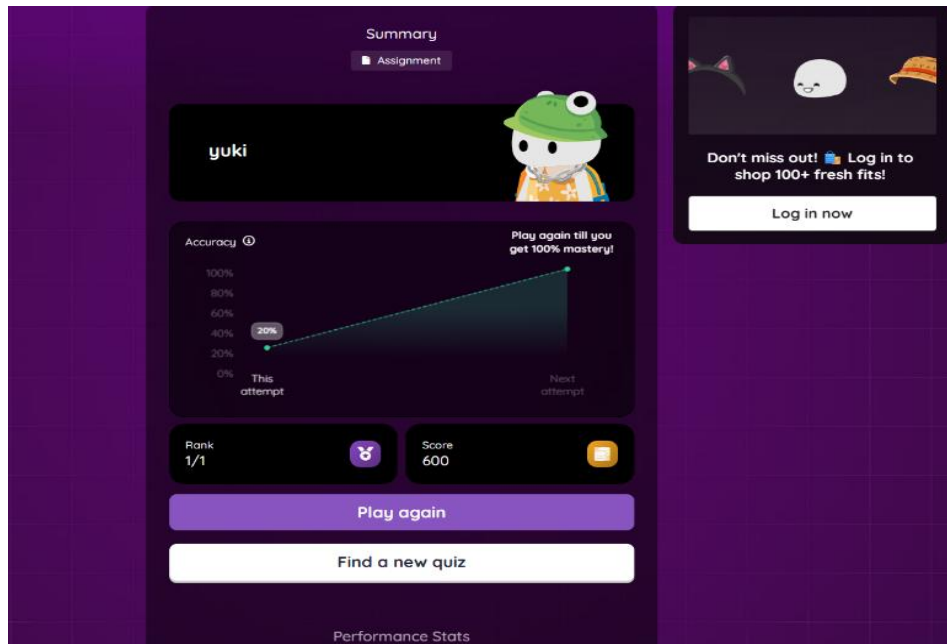 Summary
Assignment
yuki
Accuracy
Play again till you
get 100% mastery!
100%
80%
60%
40%
20%
0%
20%
This
attempt
Next
attempt
Rank
1/1
Score
600
Play again
Find a new quiz
Performance Stats
Don't miss out! 🛍️ Log in to
shop 100+ fresh fits!
Log in now